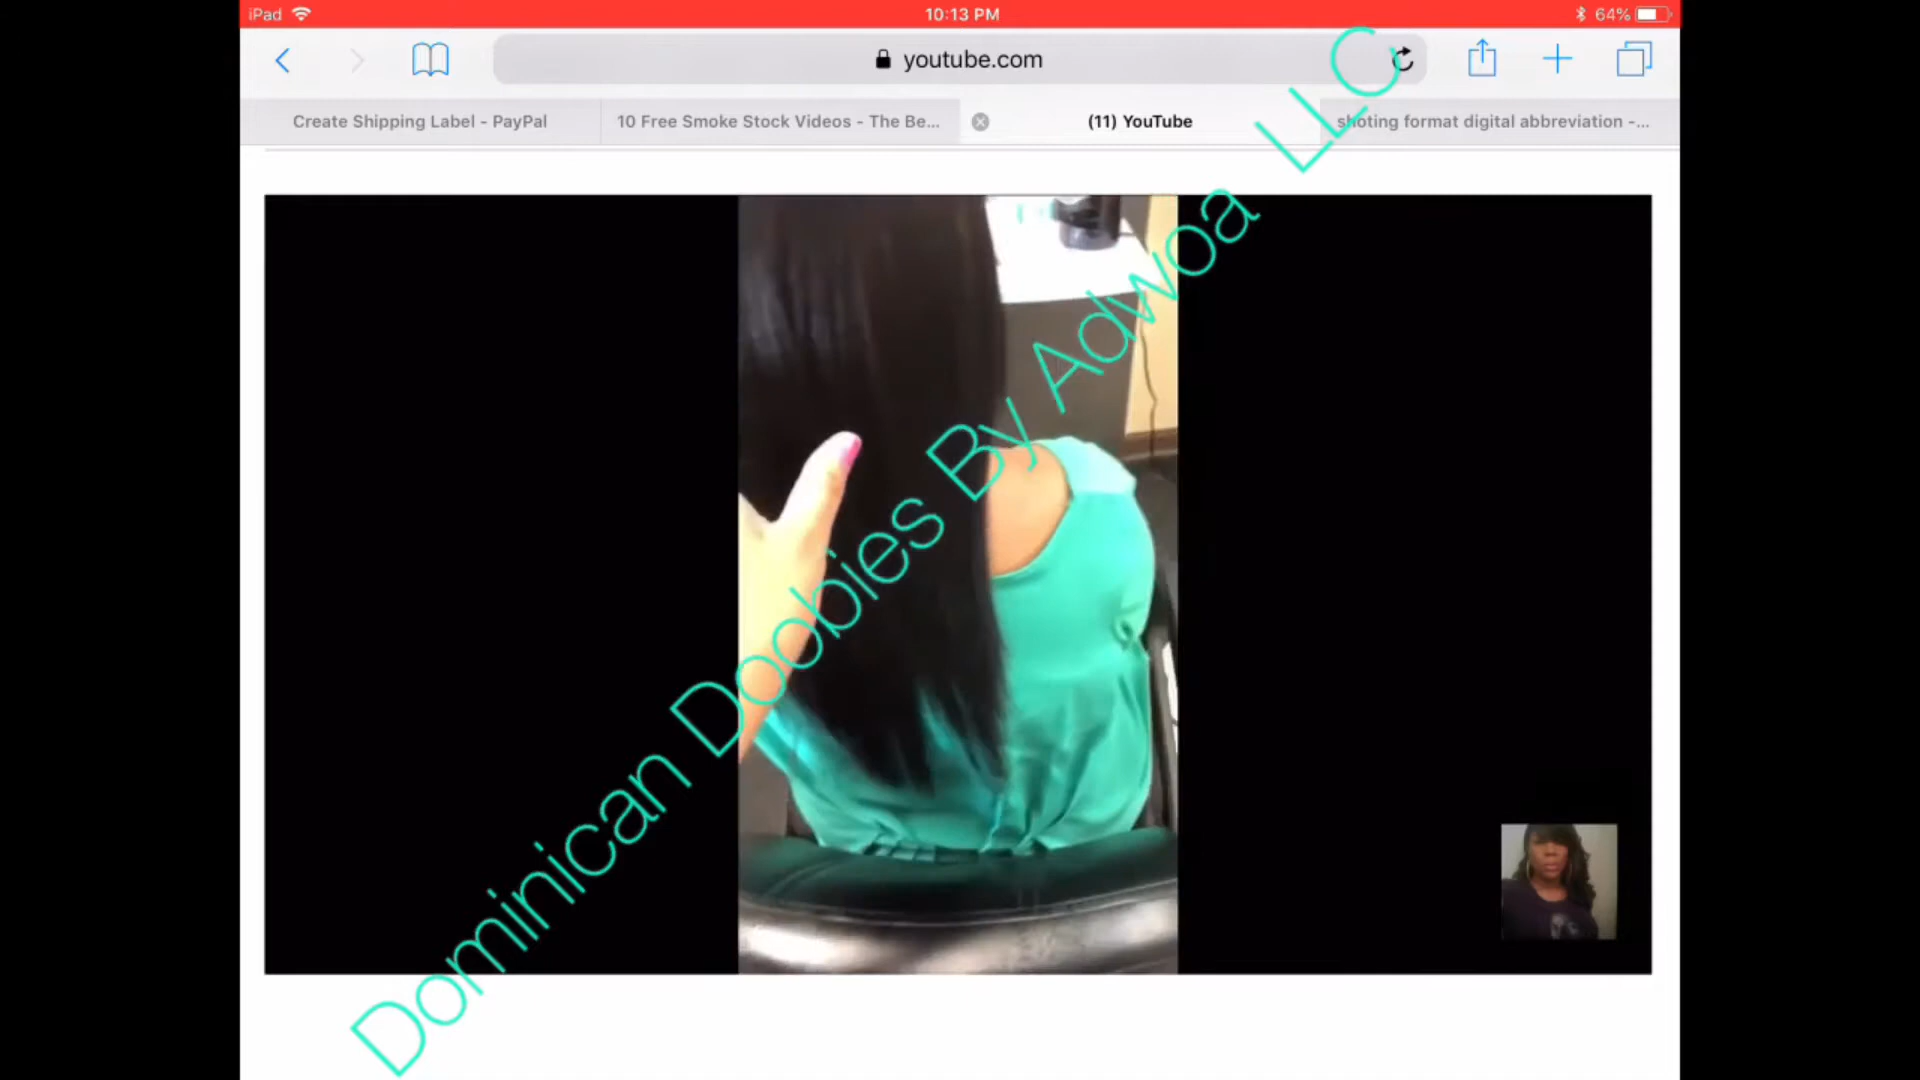 iPad
10:13 PM
64%
youtube.com
Create Shipping Label - PayPal
10 Free Smoke Stock Videos - The Be...
(11) YouTube
shoting format digital abbreviation -...
Dominican Doobies By Adwoa LLC